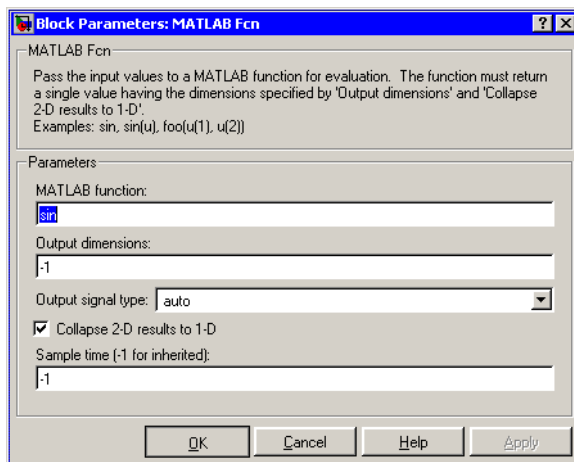 Block Parameters: MATLAB Fcn
MATLAB Fcn
Pass the input values to a MATLAB function for evaluation. The function must return
a single value having the dimensions specified by 'Output dimensions' and 'Collapse
2-D results to 1-D'.
Examples: sin, sin(u), foo(u(1), u(2))
Parameters
MATLAB function:
sin
Output dimensions:
-1
Output signal type: auto
Collapse 2-D results to 1-D
Sample time (-1 for inherited):
-1
OK Cancel Help Apply